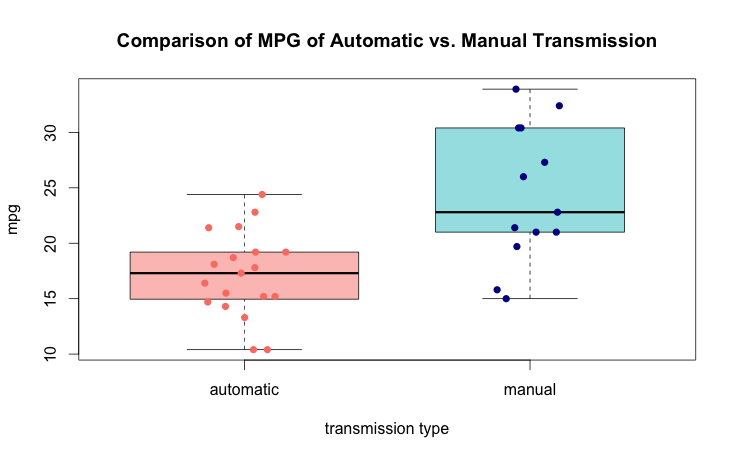 Comparison of MPG of Automatic vs. Manual Transmission
mpg
30
25
20
15
10
automatic manual
transmission type